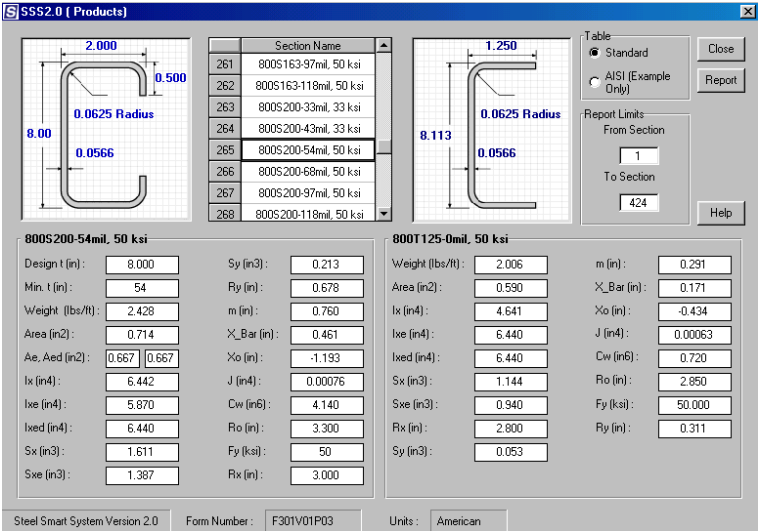 SSS2.0 ( Products)
2.000
0.500
0.0625 Radius
8.00
0.0566
Section Name
261 800S163-97mil, 50 ksi
262 800S163-118mil, 50 ksi
263 800S200-33mil, 33 ksi
264 800S200-43mil, 33 ksi
265 800S200-54mil, 50 ksi
266 800S200-68mil, 50 ksi
267 800S200-97mil, 50 ksi
268 800S200-118mil, 50 ksi
1.250
0.0625 Radius
8.113
0.0566
Table
Standard
AISI (Example
Only)
Close
Report
Report Limits
From Section
1
To Section
424
Help
800S200-54mil, 50 ksi
Design t (in) : 8.000
Min. t (in) : 54
Weight (lbs/ft) : 2.428
Area (in2) : 0.714
Ae, Aed (in2) : 0.667 0.667
Ix (in4) : 6.442
Ixe (in4) : 5.870
Ixed (in4) : 6.440
Sx (in3) : 1.611
Sxe (in3) : 1.387
Sy (in3) : 0.213
Ry (in) : 0.678
m (in) : 0.760
X_Bar (in) : 0.461
Xo (in) : -1.193
J (in4) : 0.00076
Cw (in6) : 4.140
Ro (in) : 3.300
Fy (ksi) : 50
Rx (in) : 3.000
800T125-0mil, 50 ksi
Weight (lbs/ft) : 2.006
Area (in2) : 0.590
Ix (in4) : 4.641
Ixe (in4) : 6.440
Ixed (in4) : 6.440
Sx (in3) : 1.144
Sxe (in3) : 0.940
Rx (in) : 2.800
Sy (in3) : 0.053
m (in) : 0.291
X_Bar (in) : 0.171
Xo (in) : -0.434
J (in4) : 0.00063
Cw (in6) : 0.720
Ro (in) : 2.850
Fy (ksi) : 50.000
Ry (in) : 0.311
Steel Smart System Version 2.0 Form Number : F301V01P03 Units : American